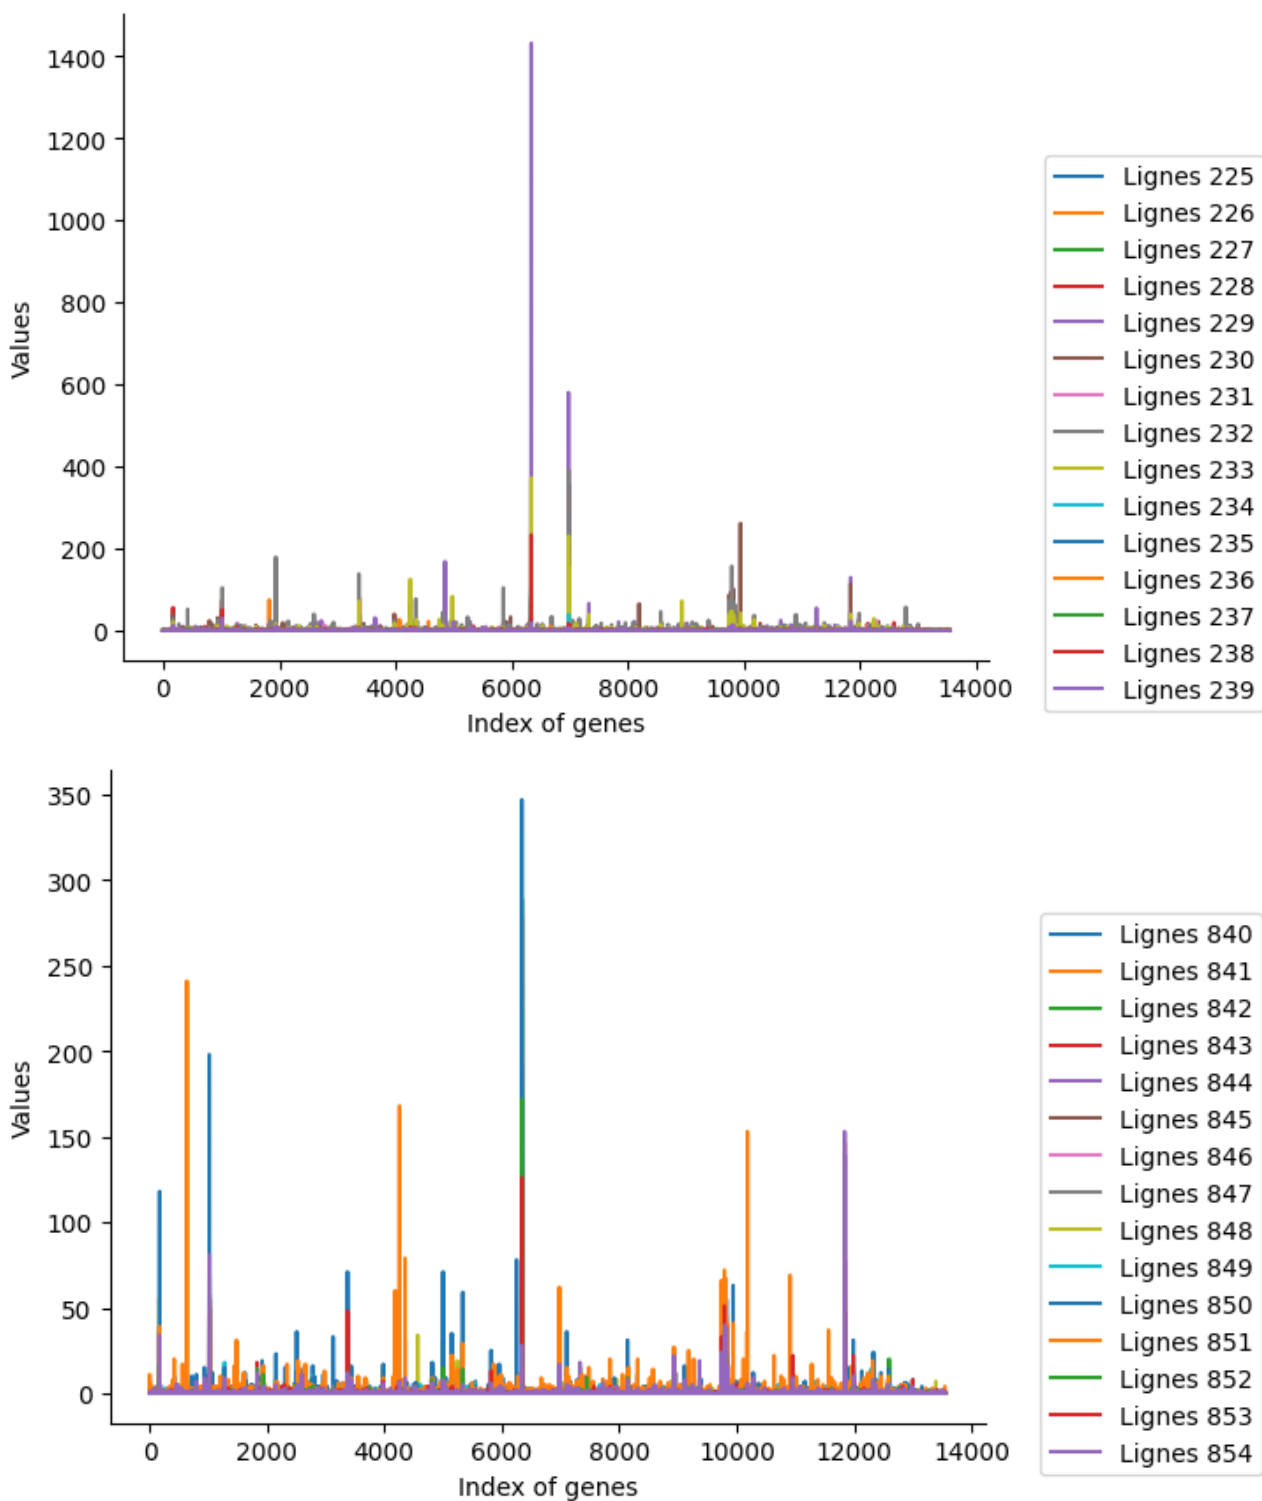 1400
1200
1000
800
600
400
200
0
Values
0 2000 4000 6000 8000 10000 12000 14000
Index of genes
Lignes 225
Lignes 226
Lignes 227
Lignes 228
Lignes 229
Lignes 230
Lignes 231
Lignes 232
Lignes 233
Lignes 234
Lignes 235
Lignes 236
Lignes 237
Lignes 238
Lignes 239
350
300
250
200
150
100
50
0
Values
0 2000 4000 6000 8000 10000 12000 14000
Index of genes
Lignes 840
Lignes 841
Lignes 842
Lignes 843
Lignes 844
Lignes 845
Lignes 846
Lignes 847
Lignes 848
Lignes 849
Lignes 850
Lignes 851
Lignes 852
Lignes 853
Lignes 854